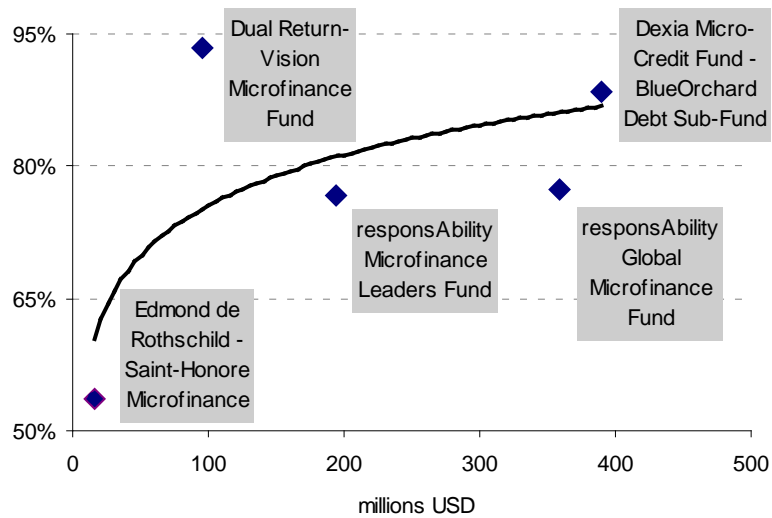 95%
80%
65%
50%
Dual Return-
Vision
Microfinance
Fund
Dexia Micro-
Credit Fund -
BlueOrchard
Debt Sub-Fund
responsAbility
Microfinance
Leaders Fund
responsAbility
Global
Microfinance
Fund
Edmond de
Rothschild -
Saint-Honore
Microfinance
0 100 200 300 400 500
millions USD